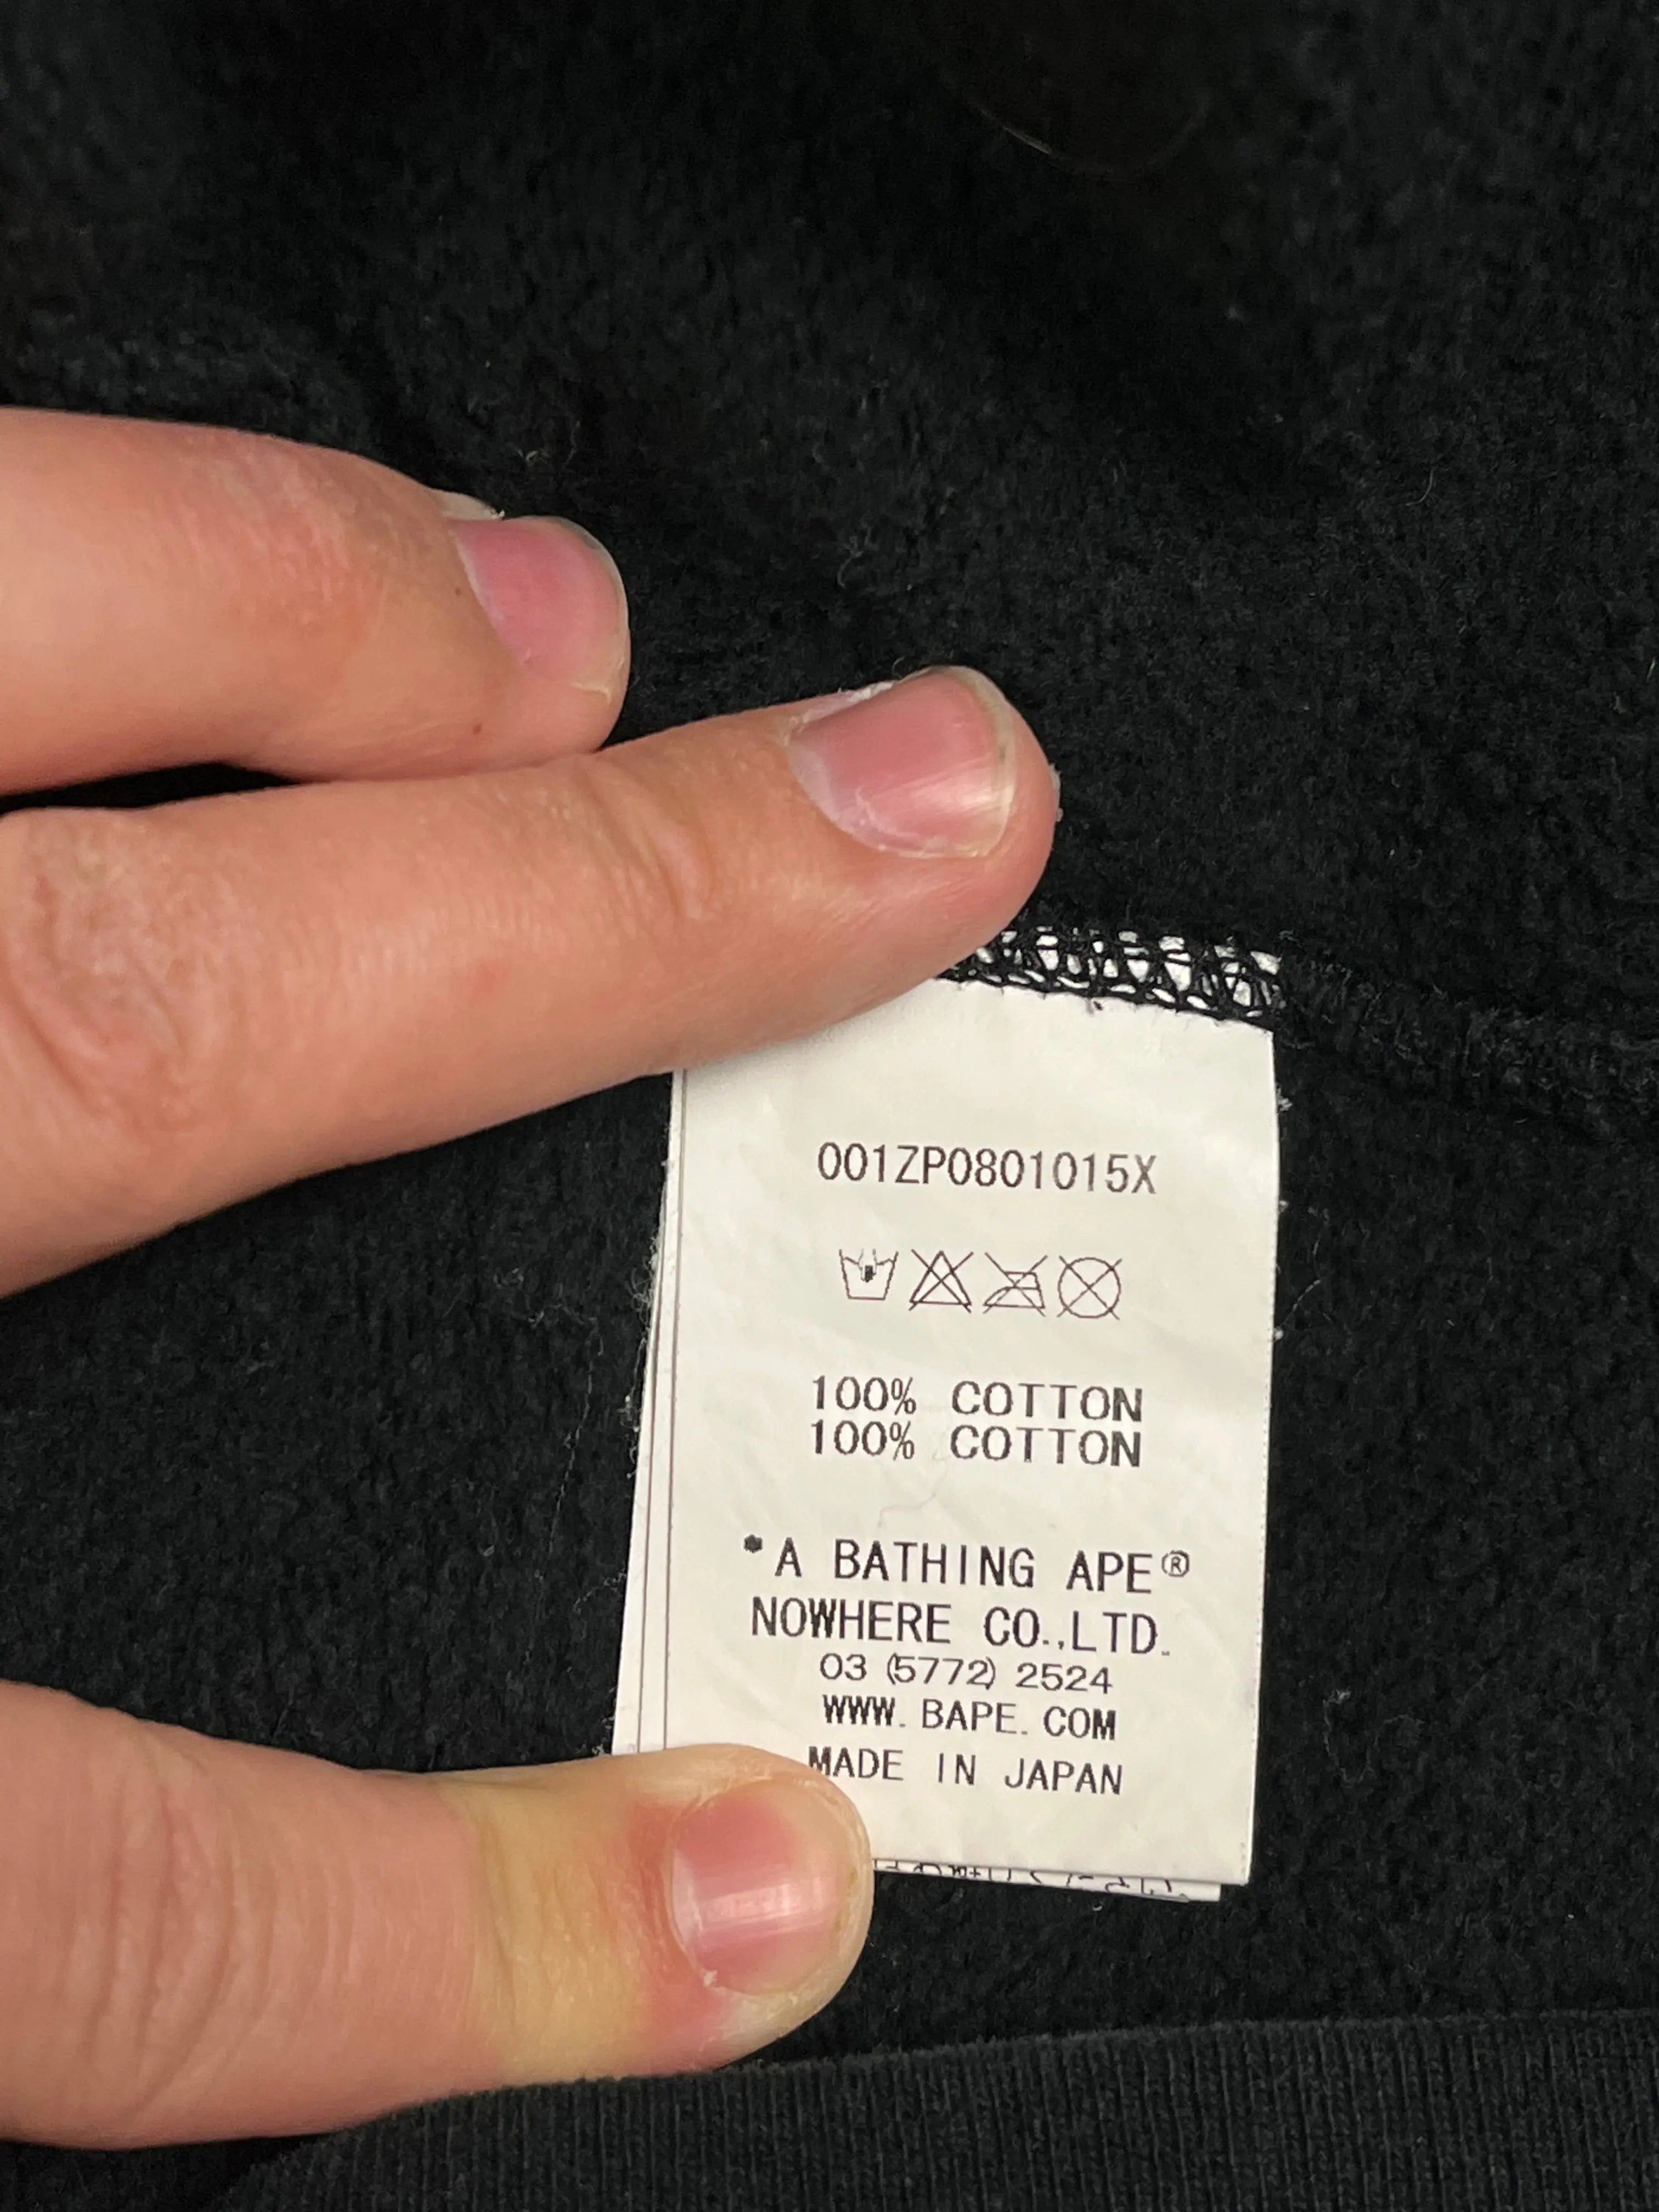 001ZP0801015X
100% COTTON
100% COTTON
*A BATHING APE®
NOWHERE CO.,LTD.
03 (5772) 2524
WWW. BAPE. COM
MADE IN JAPAN